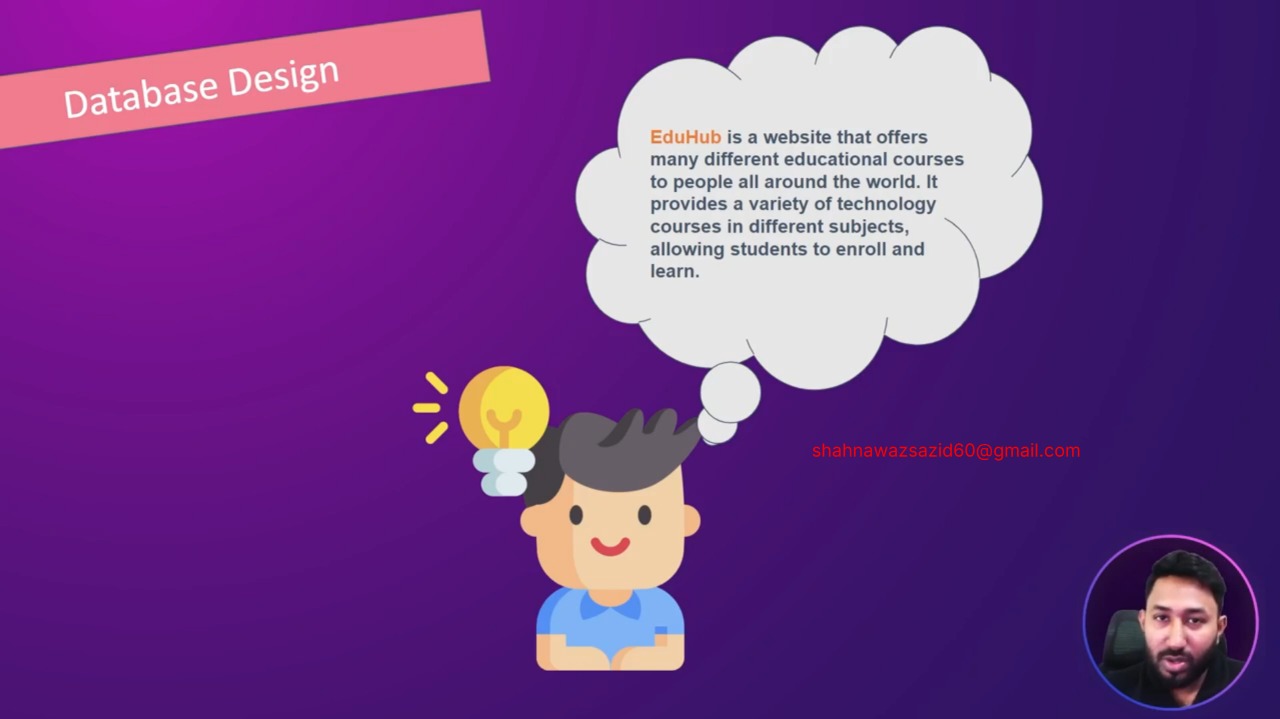 Database Design
EduHub is a website that offers
many different educational courses
to people all around the world. It
provides a variety of technology
courses in different subjects,
allowing students to enroll and
learn.
shahnawazsazid60@gmail.com